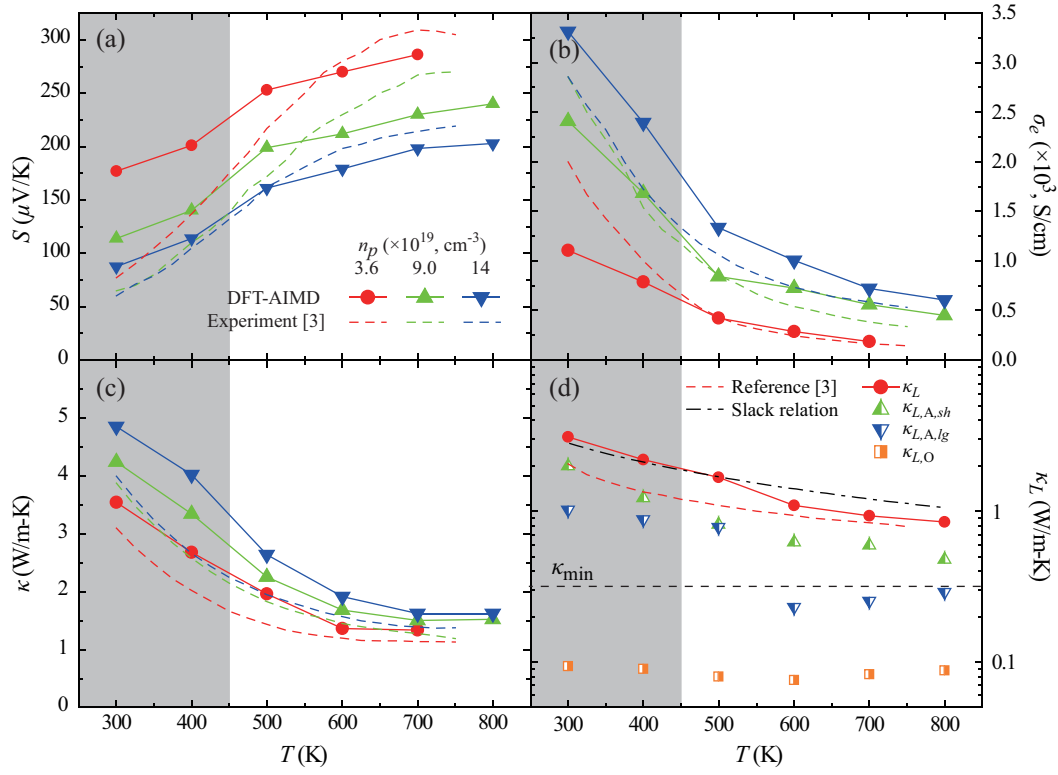 (a)
300
250
200
150
100
50
0
S (μV/K)
n_p (×10^19, cm^-3)
3.6 9.0 14
DFT-AIMD
Experiment [3]
(b)
3.5
3.0
2.5
2.0
1.5
1.0
0.5
0.0
σ_e (×10^3, S/cm)
(c)
5
4
3
2
1
0
κ (W/m-K)
300 400 500 600 700 800
T (K)
(d)
Reference [3]
Slack relation
κ_L
κ_L,A,sh
κ_L,A,lg
κ_L,O
κ_min
1
0.1
κ_L (W/m-K)
300 400 500 600 700 800
T (K)